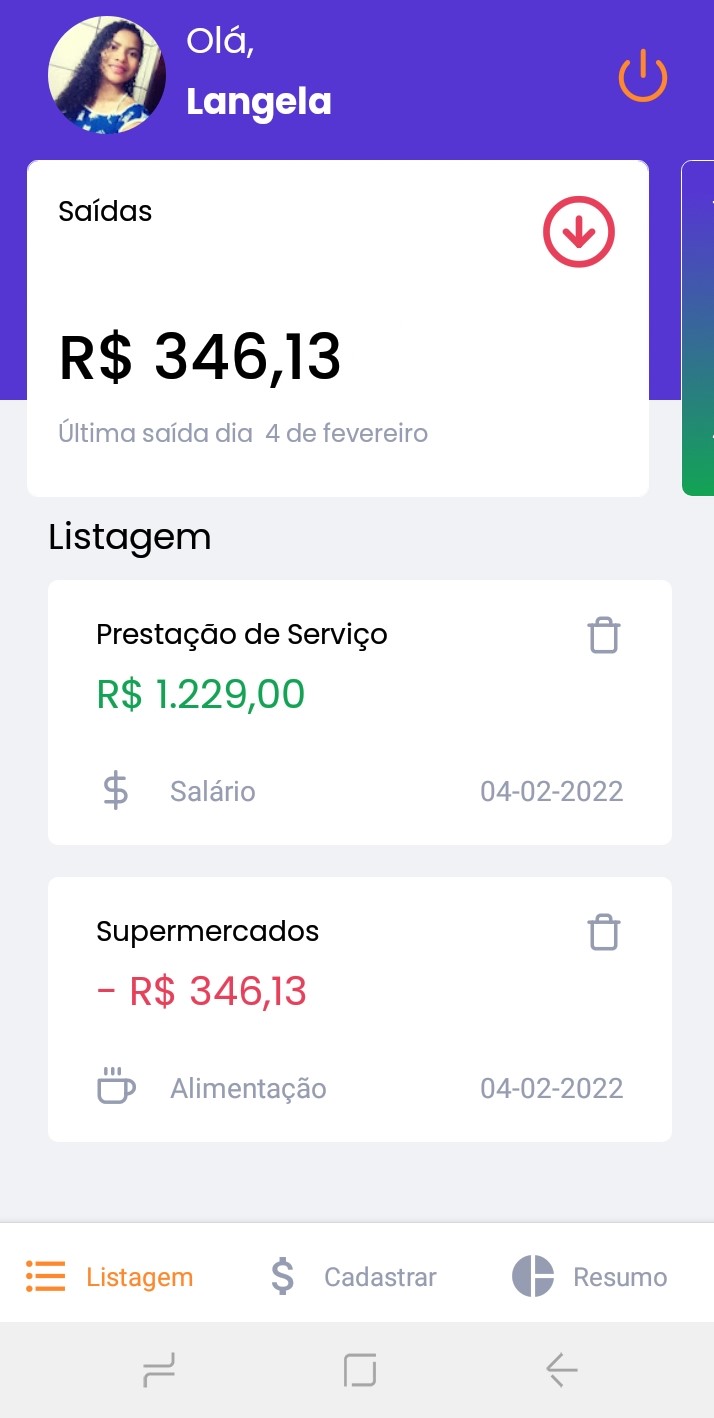 Olá,
Langela
Saídas
R$ 346,13
Última saída dia  4 de fevereiro
Listagem
Prestação de Serviço
R$ 1.229,00
Salário 04-02-2022
Supermercados
- R$ 346,13
Alimentação 04-02-2022
Listagem Cadastrar Resumo